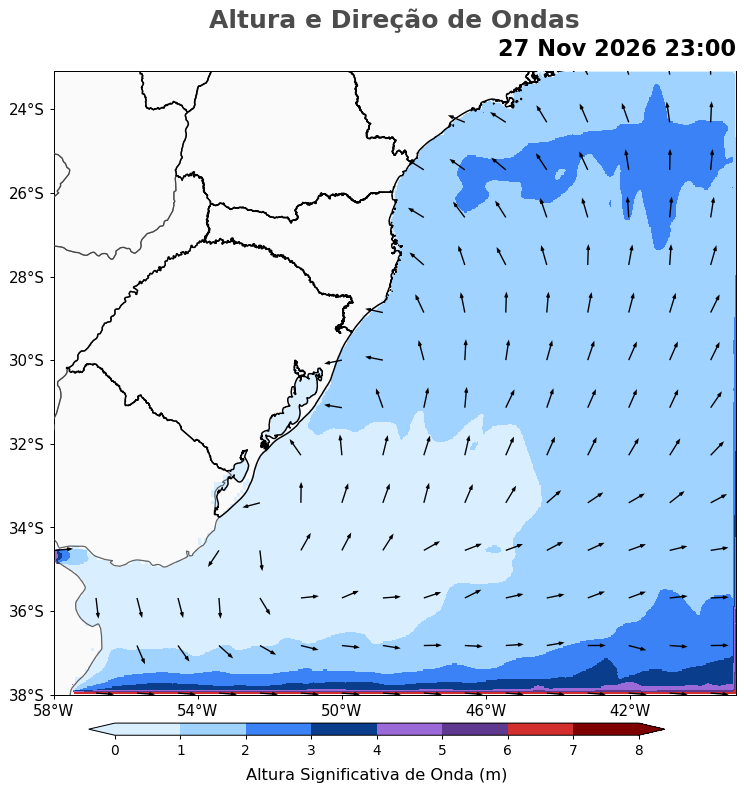 Altura e Direção de Ondas
27 Nov 2026 23:00
24°S
26°S
28°S
30°S
32°S
34°S
36°S
38°S
58°W 54°W 50°W 46°W 42°W
0 1 2 3 4 5 6 7 8
Altura Significativa de Onda (m)